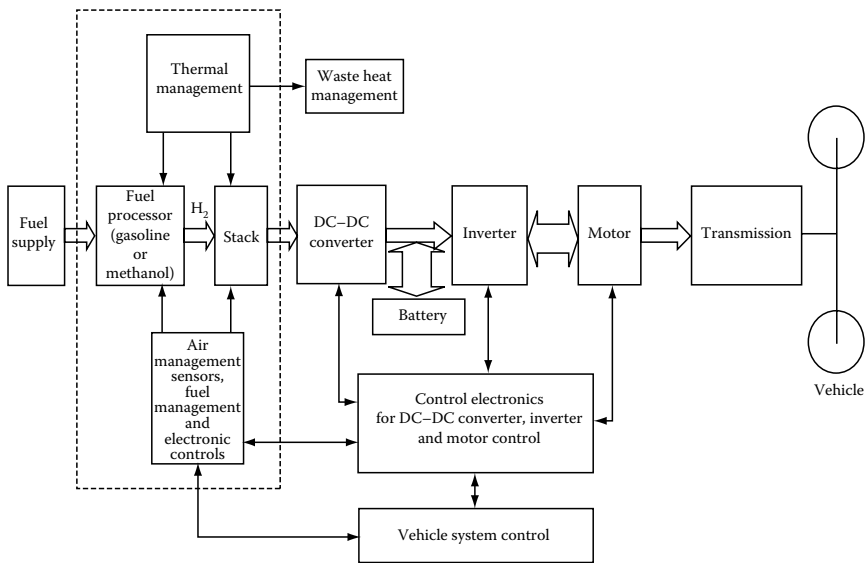 Thermal
management
Waste heat
management
Fuel
supply
Fuel
processor
(gasoline
or
methanol)
H2
Stack
DC–DC
converter
Inverter
Motor
Transmission
Battery
Air
management
sensors,
fuel
management
and
electronic
controls
Control electronics
for DC–DC converter, inverter
and motor control
Vehicle
Vehicle system control